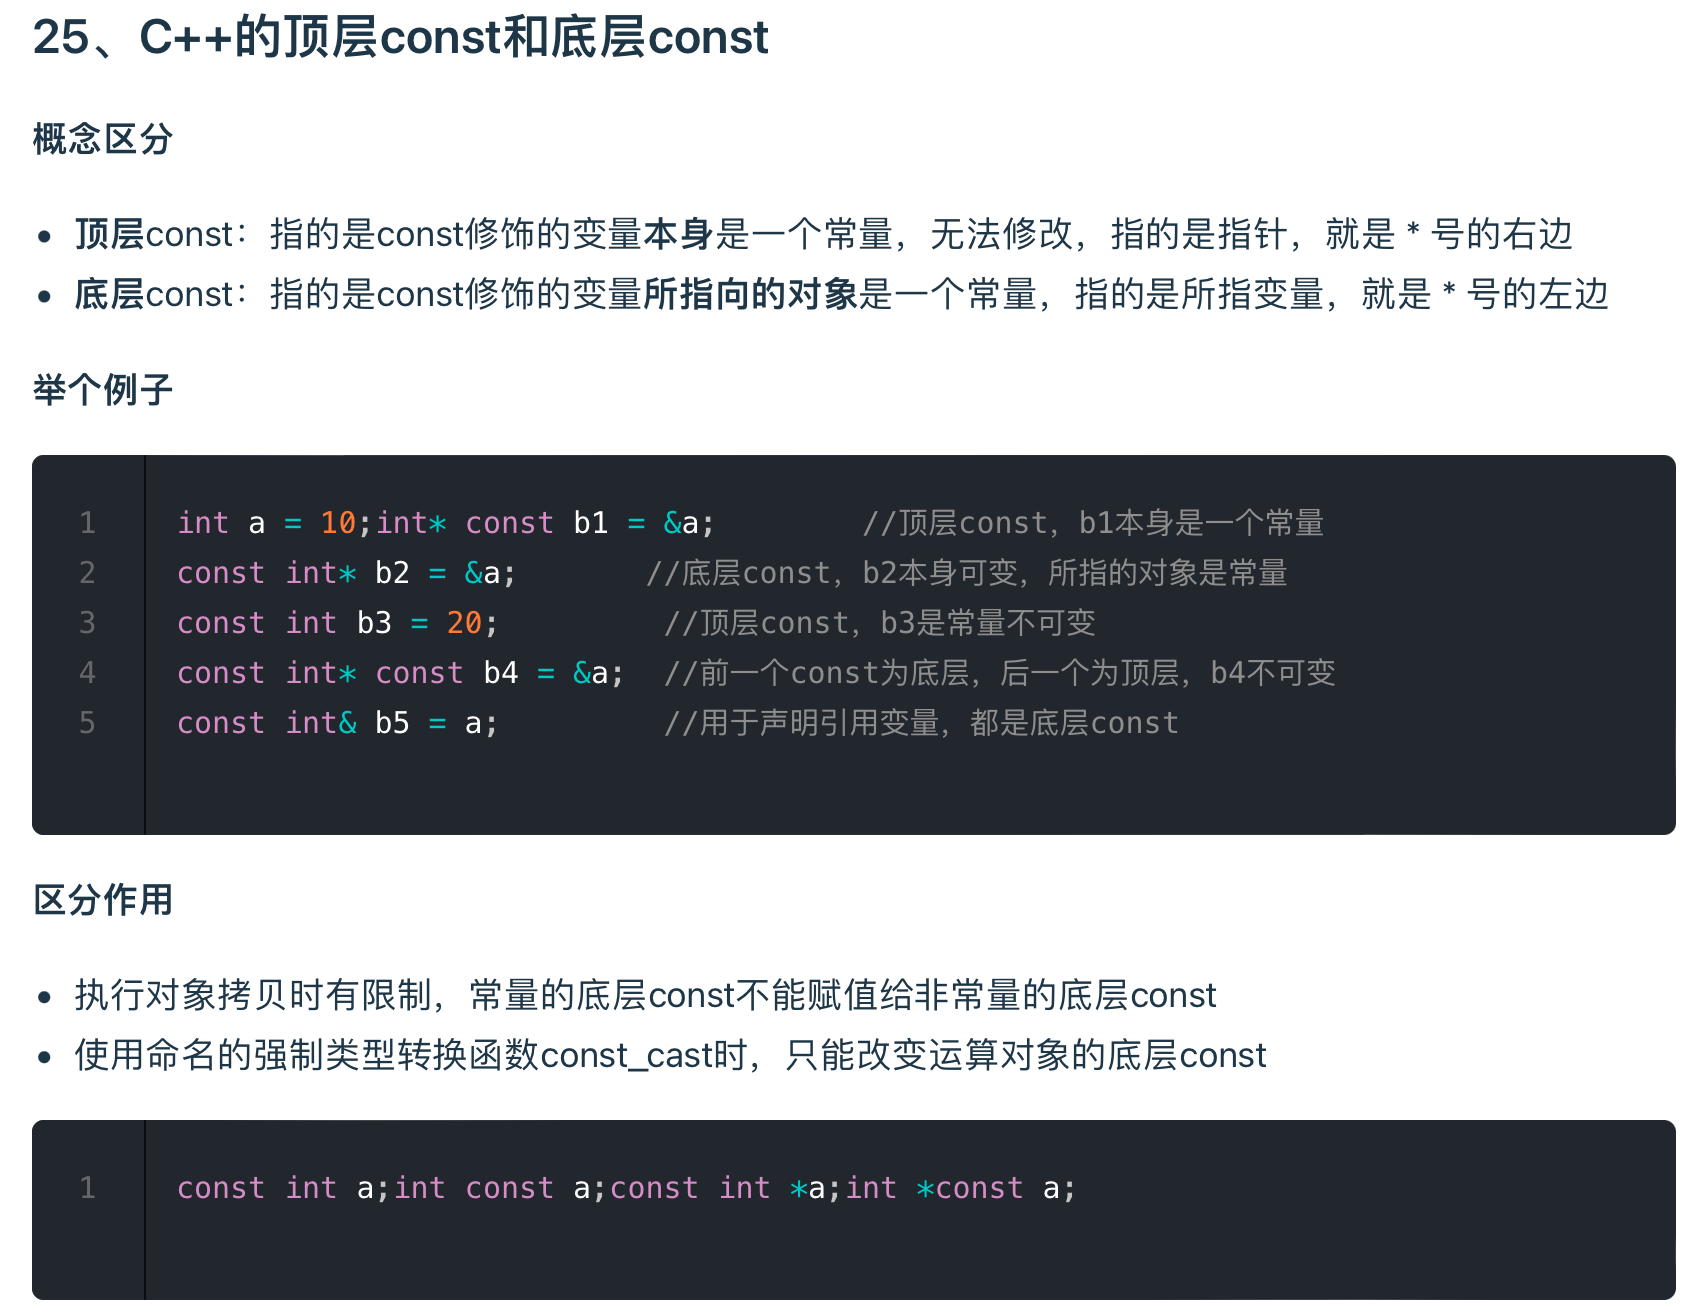 25、C++的顶层const和底层const
概念区分
• 顶层const：指的是const修饰的变量本身是一个常量，无法修改，指的是指针，就是 * 号的右边
• 底层const：指的是const修饰的变量所指向的对象是一个常量，指的是所指变量，就是 * 号的左边
举个例子
1 int a = 10;int* const b1 = &a;        //顶层const，b1本身是一个常量
2 const int* b2 = &a;       //底层const，b2本身可变，所指的对象是常量
3 const int b3 = 20;         //顶层const，b3是常量不可变
4 const int* const b4 = &a;  //前一个const为底层，后一个为顶层，b4不可变
5 const int& b5 = a;         //用于声明引用变量，都是底层const
区分作用
• 执行对象拷贝时有限制，常量的底层const不能赋值给非常量的底层const
• 使用命名的强制类型转换函数const_cast时，只能改变运算对象的底层const
1 const int a;int const a;const int *a;int *const a;